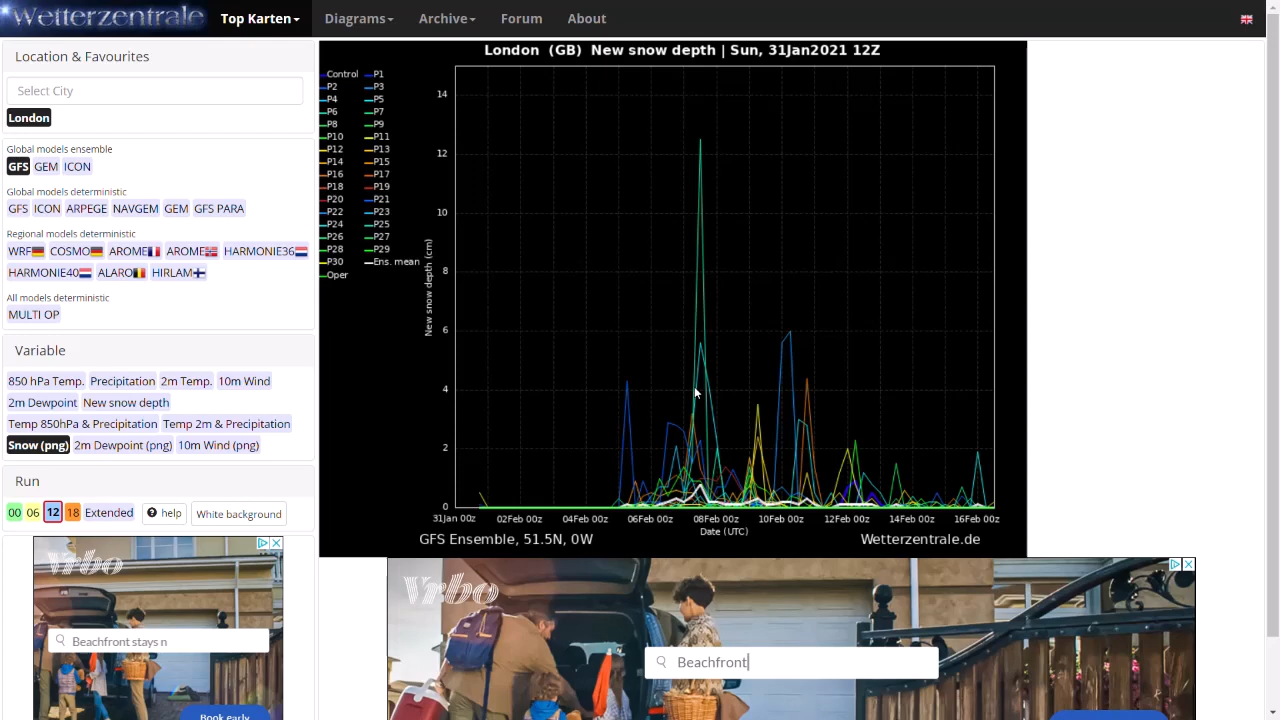 Wetterzentrale
Top Karten
Diagrams
Archive
Forum
About
Location & Favourites
Select City
London
Global models ensemble
GFS GEM ICON
Global models deterministic
GFS ICON ARPEGE NAVGEM GEM GFS PARA
Regional models deterministic
WRF COSMO AROME AROME HARMONIE36
HARMONIE40 ALARO HIRLAM
All models deterministic
MULTI OP
Variable
850 hPa Temp. Precipitation 2m Temp. 10m Wind
2m Dewpoint New snow depth
Temp 850hPa & Precipitation Temp 2m & Precipitation
Snow (png) 2m Dewpoint (png) 10m Wind (png)
Run
00 06 12 18 Extended help White background
London (GB) New snow depth | Sun, 31Jan2021 12Z
Control P1
P2 P3
P4 P5
P6 P7
P8 P9
P10 P11
P12 P13
P14 P15
P16 P17
P18 P19
P20 P21
P22 P23
P24 P25
P26 P27
P28 P29
P30 Ens. mean
Oper
New snow depth (cm)
14
12
10
8
6
4
2
0
31Jan 00z 02Feb 00z 04Feb 00z 06Feb 00z 08Feb 00z 10Feb 00z 12Feb 00z 14Feb 00z 16Feb 00z
Date (UTC)
GFS Ensemble, 51.5N, 0W
Wetterzentrale.de
Vrbo
Beachfront stays n
Book early
Vrbo
Beachfront